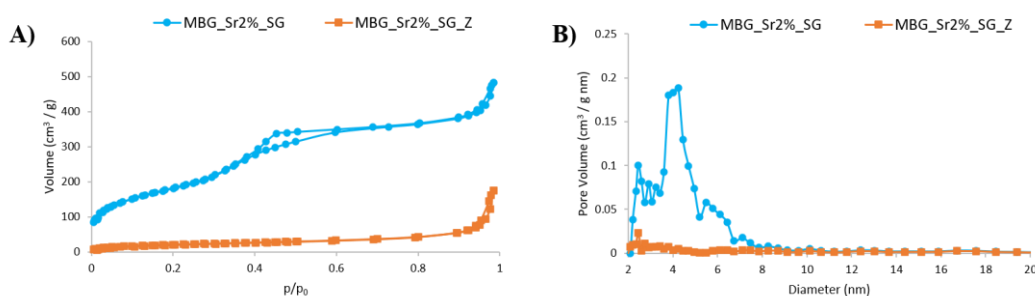 A)
MBG_Sr2%_SG MBG_Sr2%_SG_Z
Volume (cm³ / g)
600
500
400
300
200
100
0
0 0.2 0.4 0.6 0.8 1
p/p₀
B)
MBG_Sr2%_SG MBG_Sr2%_SG_Z
Pore Volume (cm³ / g nm)
0.25
0.2
0.15
0.1
0.05
0
2 4 6 8 10 12 14 16 18 20
Diameter (nm)